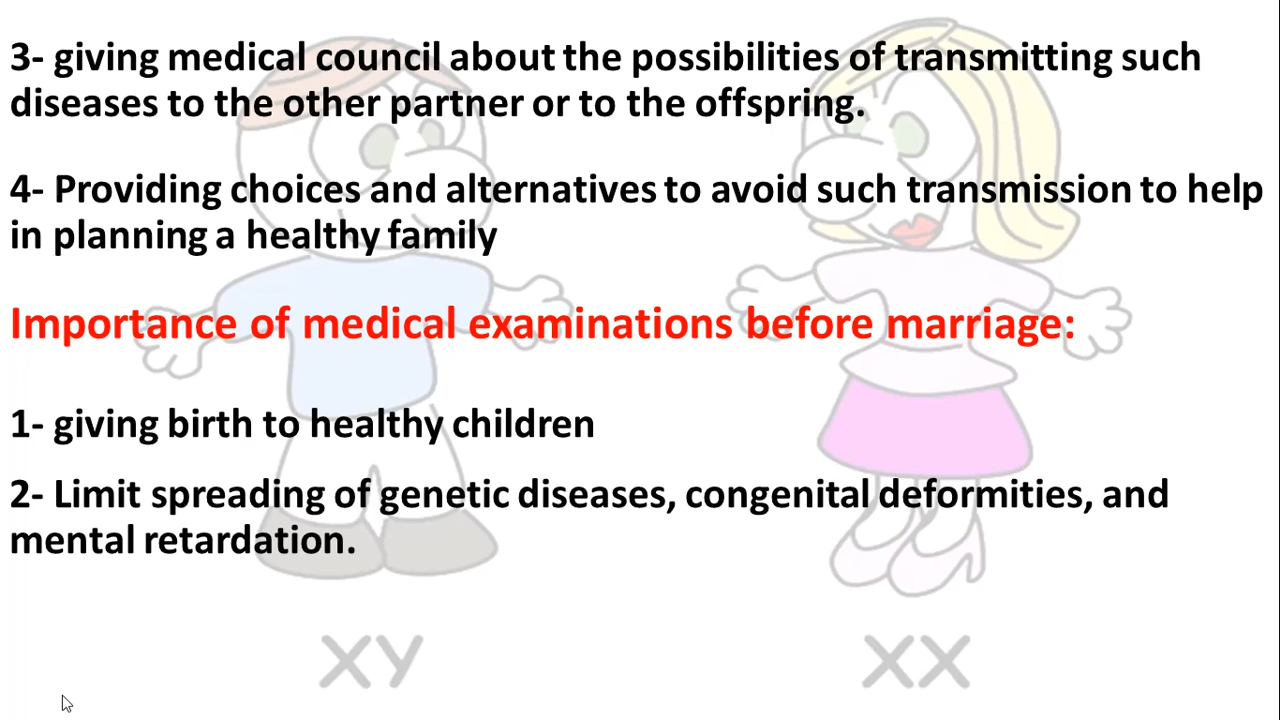 3- giving medical council about the possibilities of transmitting such
diseases to the other partner or to the offspring.
4- Providing choices and alternatives to avoid such transmission to help
in planning a healthy family
Importance of medical examinations before marriage:
1- giving birth to healthy children
2- Limit spreading of genetic diseases, congenital deformities, and
mental retardation.
XY XX